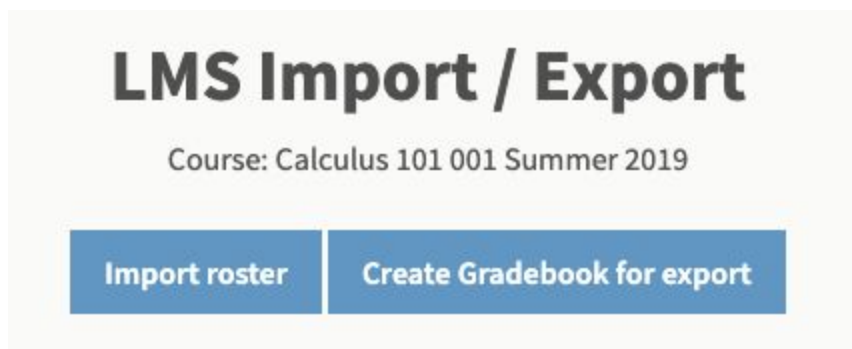 LMS Import / Export
Course: Calculus 101 001 Summer 2019
Import roster Create Gradebook for export